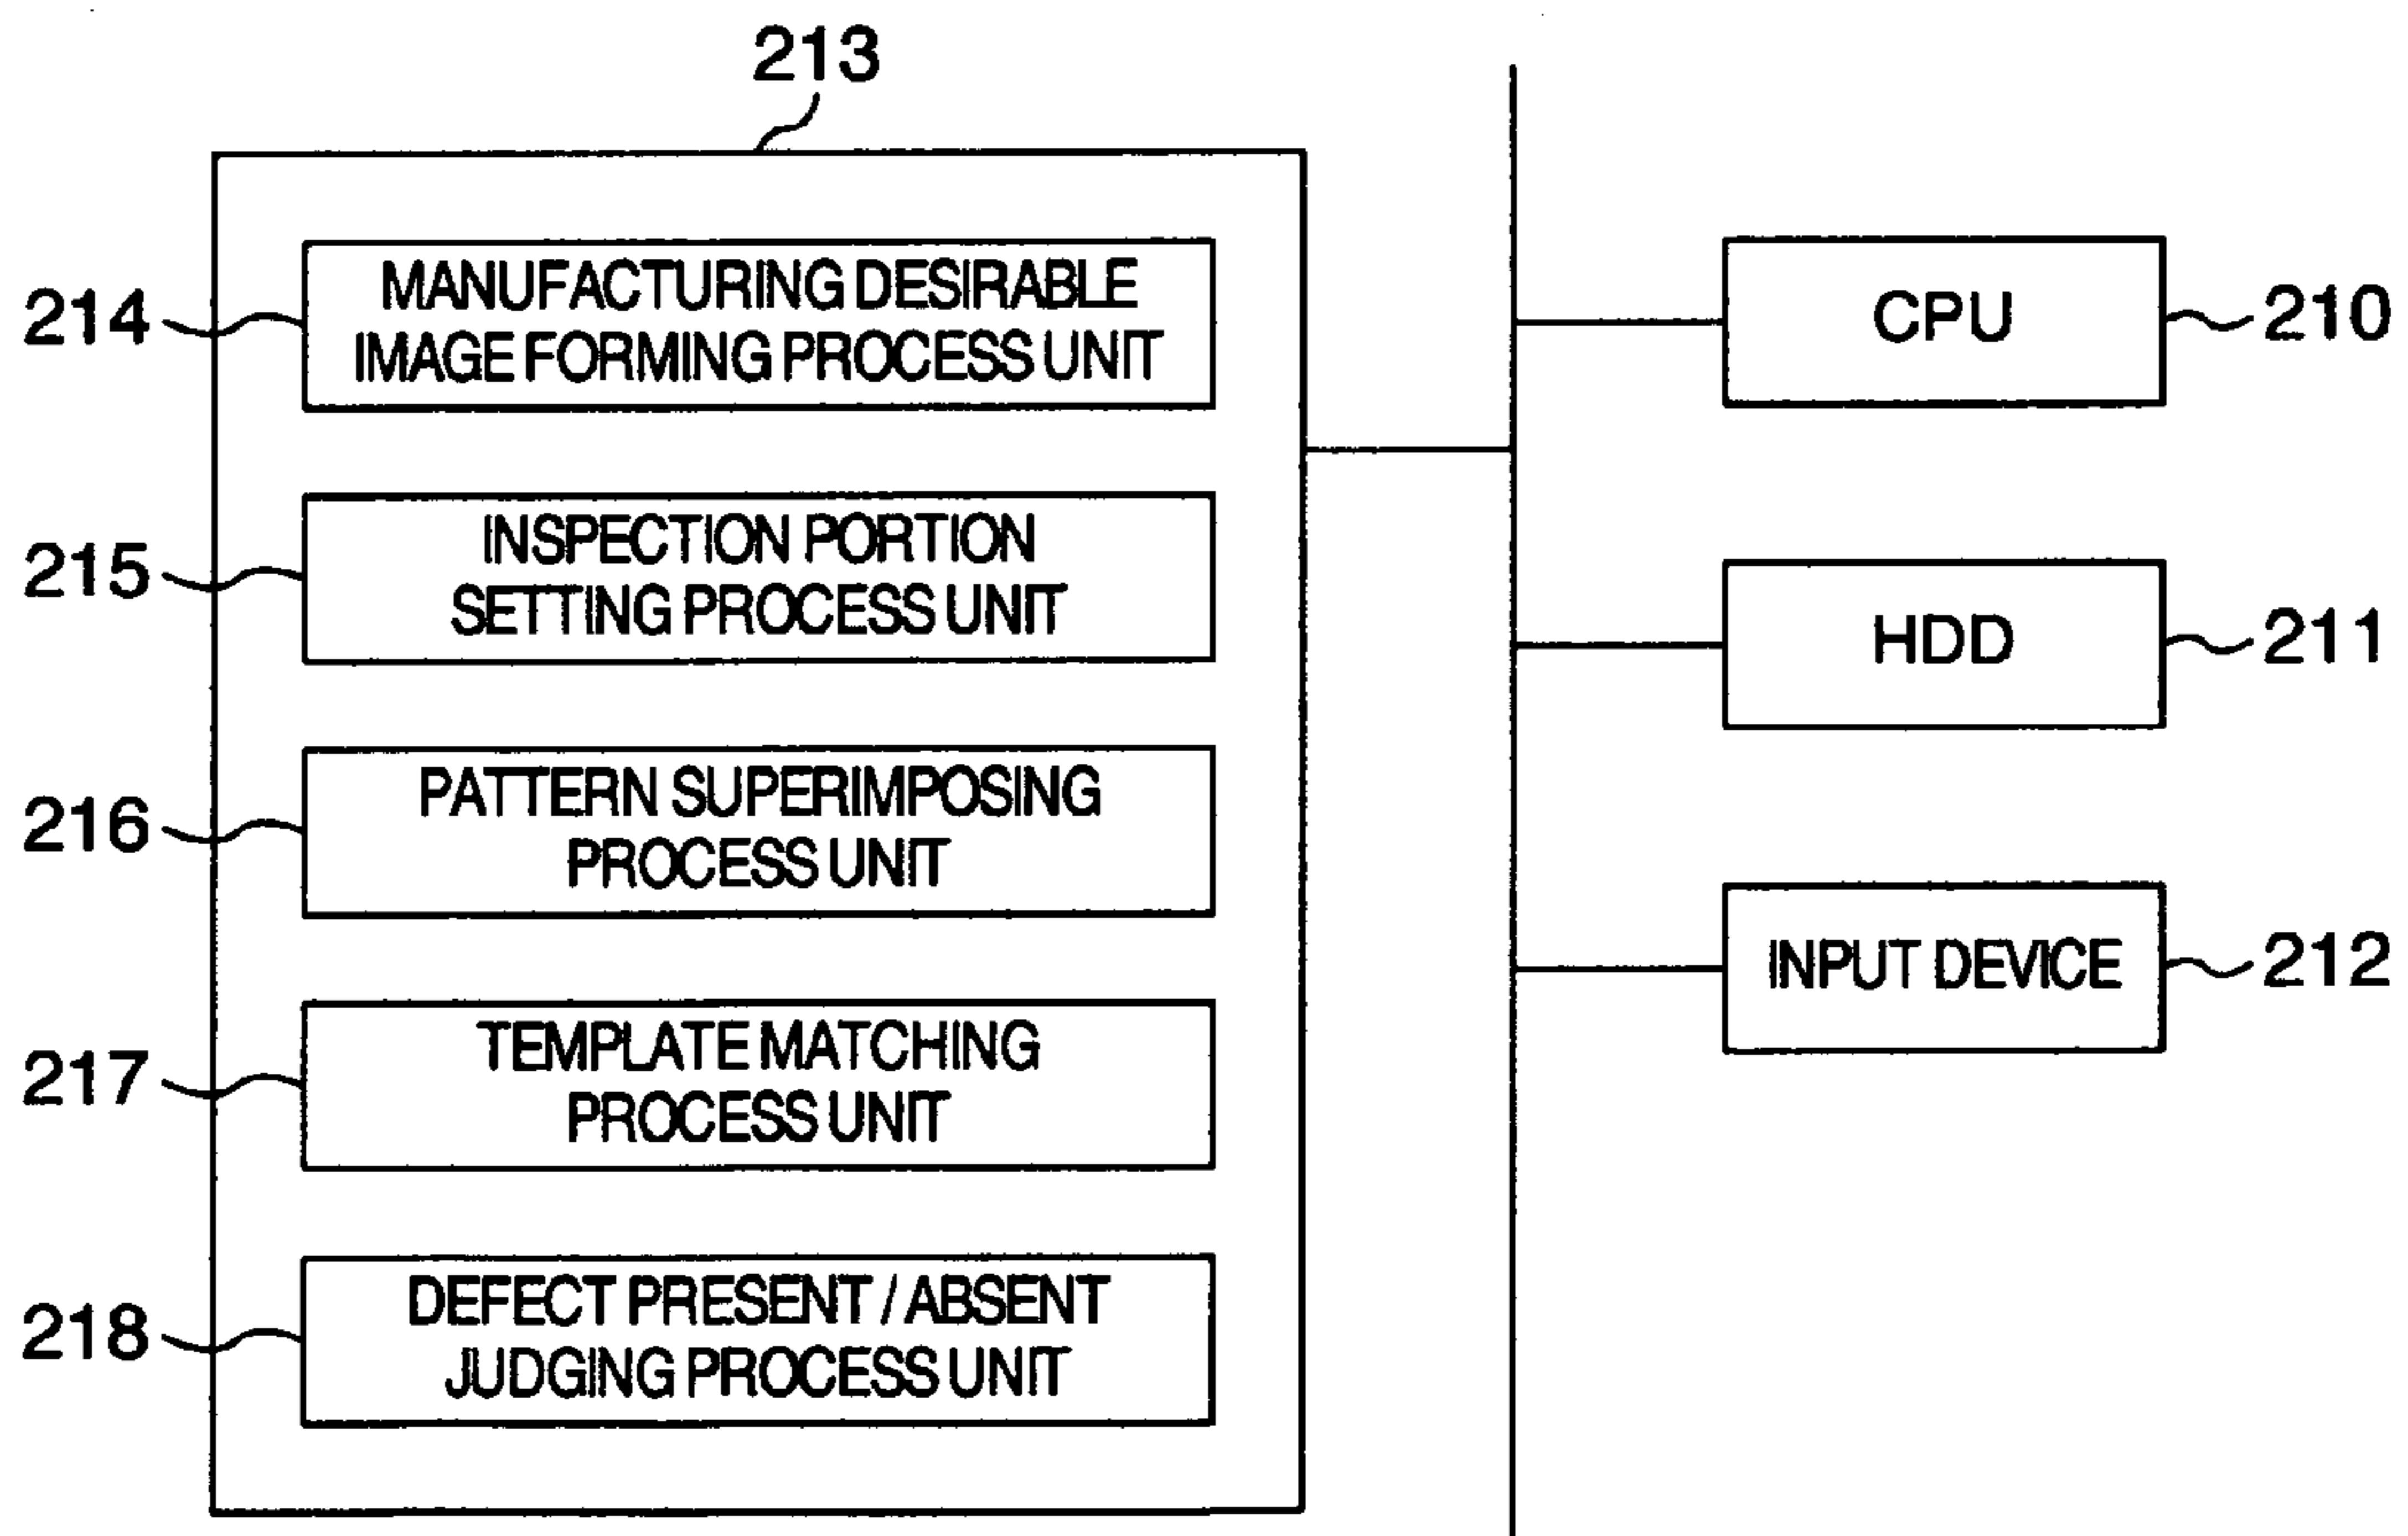 213
214
MANUFACTURING DESIRABLE
IMAGE FORMING PROCESS UNIT
215
INSPECTION PORTION
SETTING PROCESS UNIT
216
PATTERN SUPERIMPOSING
PROCESS UNIT
217
TEMPLATE MATCHING
PROCESS UNIT
218
DEFECT PRESENT / ABSENT
JUDGING PROCESS UNIT
CPU
210
HDD
211
INPUT DEVICE
212